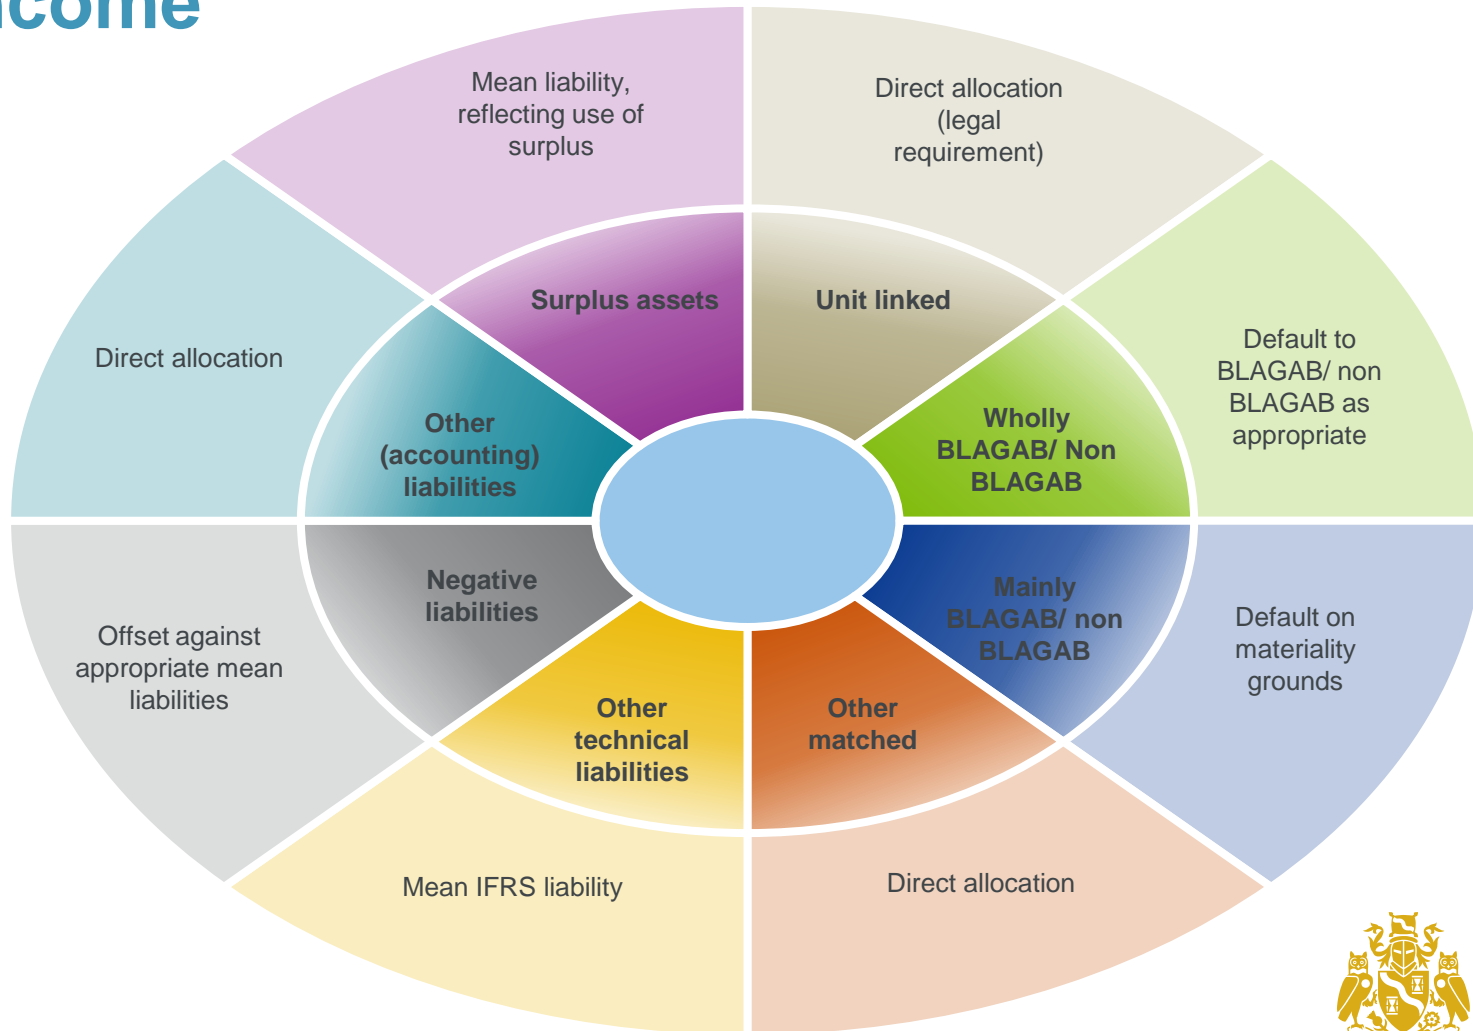 ncome
Mean liability,
reflecting use of
surplus
Direct allocation
(legal
requirement)
Surplus assets
Unit linked
Direct allocation
Default to
BLAGAB/ non
BLAGAB as
appropriate
Other
(accounting)
liabilities
Wholly
BLAGAB/ Non
BLAGAB
Negative
liabilities
Mainly
BLAGAB/ non
BLAGAB
Offset against
appropriate mean
liabilities
Default on
materiality
grounds
Other
technical
liabilities
Other
matched
Mean IFRS liability
Direct allocation